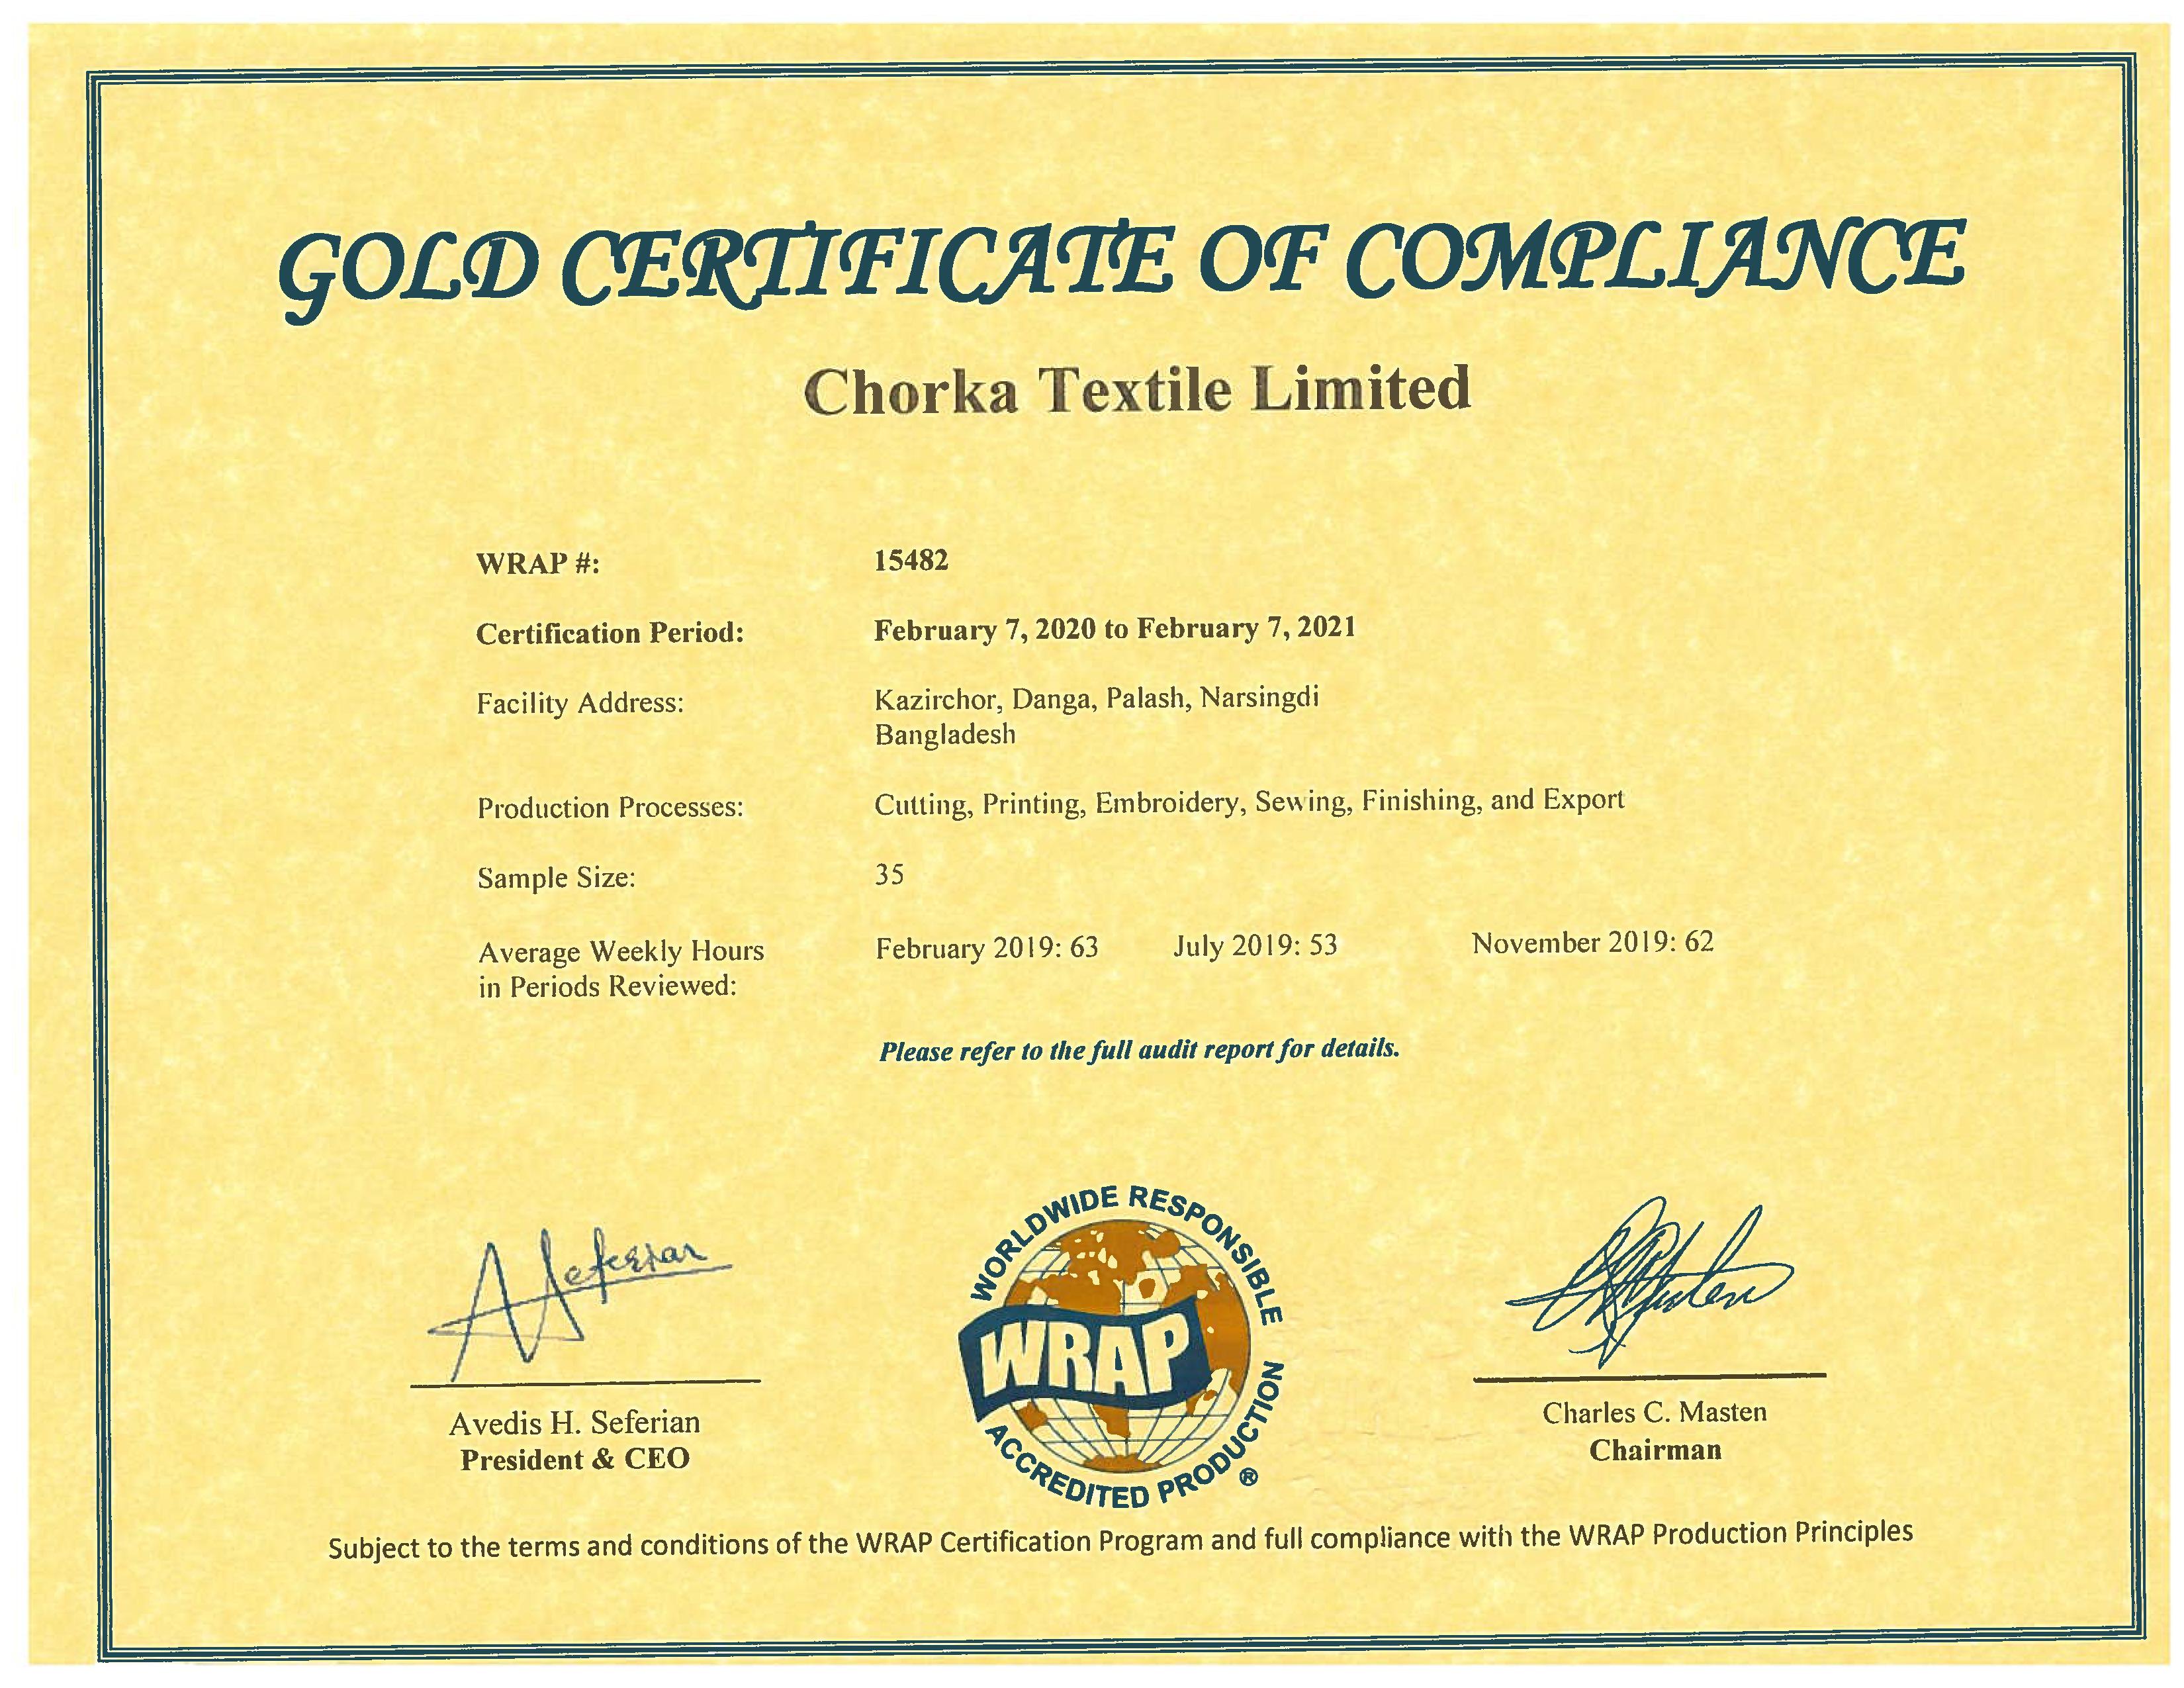 GOLD CERTIFICATE OF COMPLIANCE
Chorka Textile Limited
WRAP #: 15482
Certification Period: February 7, 2020 to February 7, 2021
Facility Address: Kazirchor, Danga, Palash, Narsingdi
Bangladesh
Production Processes: Cutting, Printing, Embroidery, Sewing, Finishing, and Export
Sample Size: 35
Average Weekly Hours February 2019: 63 July 2019: 53 November 2019: 62
in Periods Reviewed:
Please refer to the full audit report for details.
ASeferian
WORLDWIDE RESPONSIBLE
WRAP
ACCREDITED PRODUCTION ®
Avedis H. Seferian
President & CEO
Charles C. Masten
Chairman
Subject to the terms and conditions of the WRAP Certification Program and full compliance with the WRAP Production Principles